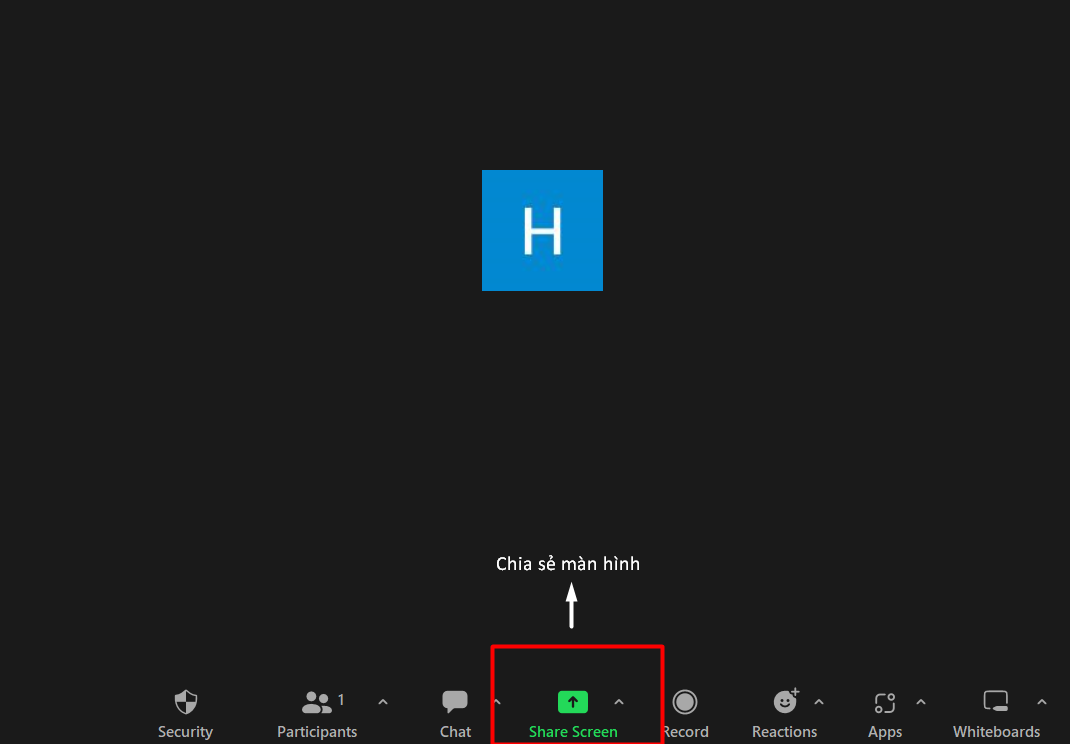 H
Chia sẻ màn hình
1
Security
Participants
Chat
Share Screen
Record
Reactions
Apps
Whiteboards